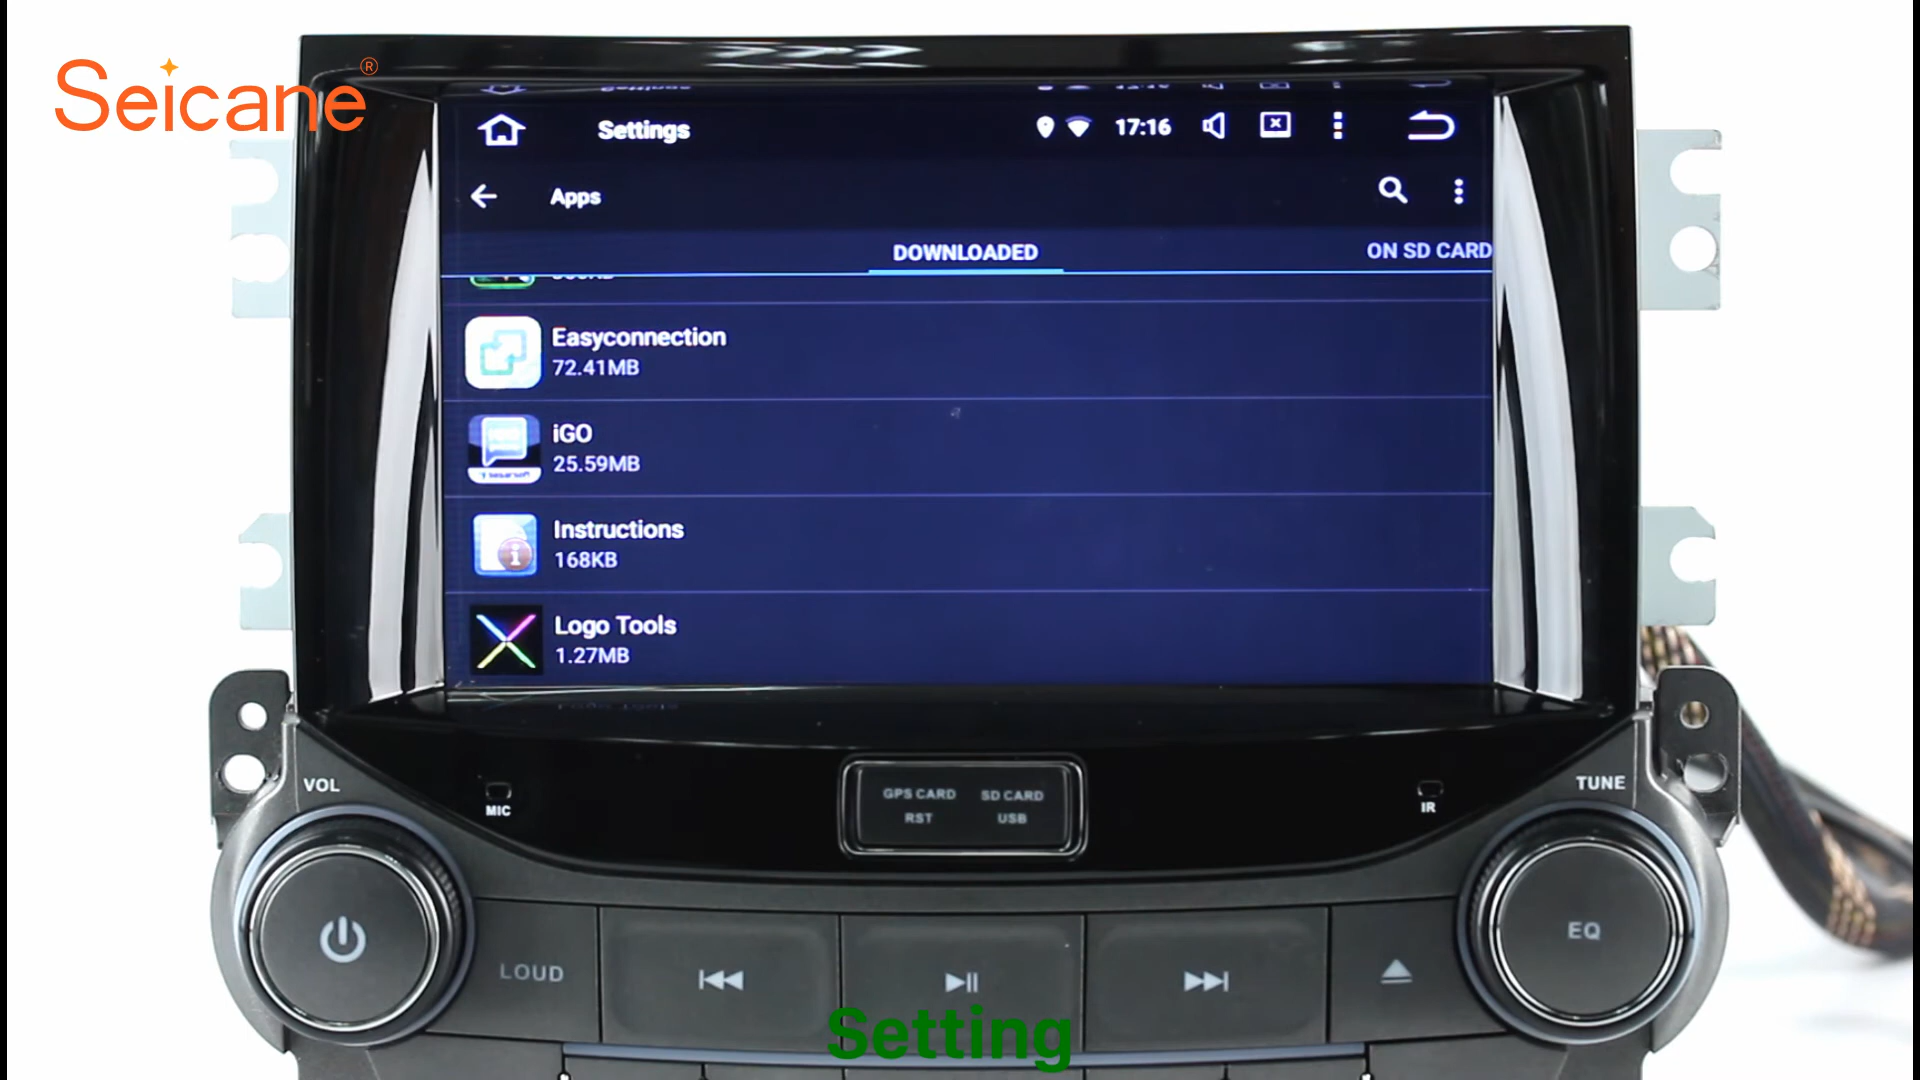 Seicane®
Settings
17:16
Apps
DOWNLOADED
ON SD CARD
Easyconnection
72.41MB
iGO
25.59MB
Instructions
168KB
Logo Tools
1.27MB
VOL
TUNE
MIC
IR
GPS CARD SD CARD
RST USB
LOUD
EQ
Setting